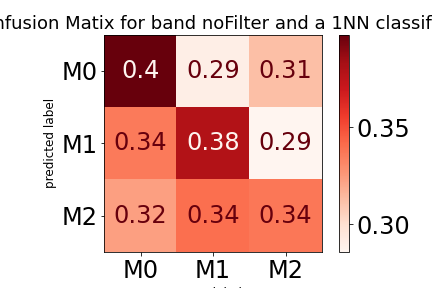 nfusion Matix for band noFilter and a 1NN classif
M0 0.4 0.29 0.31
M1 0.34 0.38 0.29
M2 0.32 0.34 0.34
M0 M1 M2
predicted label
0.35
0.30